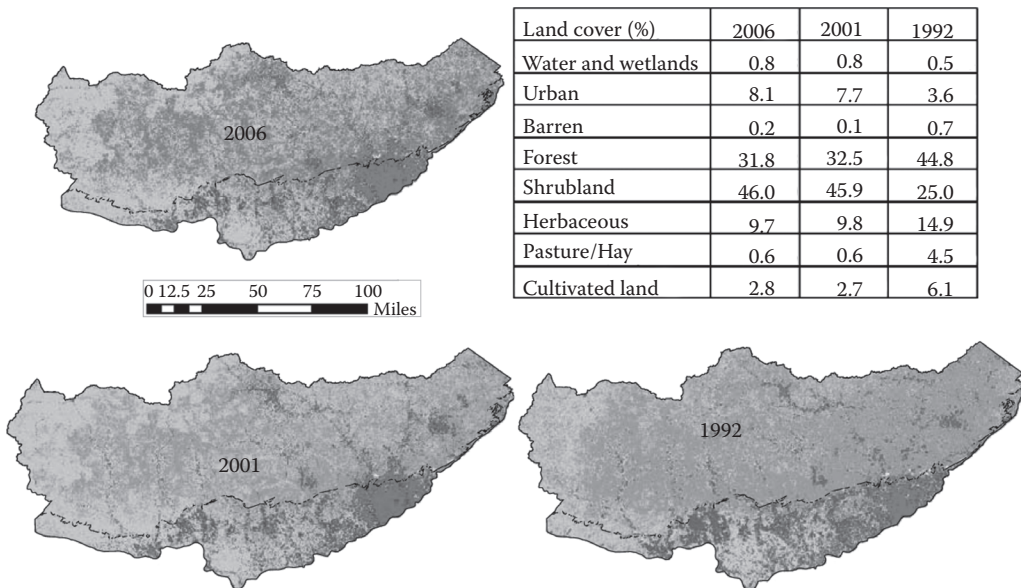 2006
Land cover (%) 2006 2001 1992
Water and wetlands 0.8 0.8 0.5
Urban 8.1 7.7 3.6
Barren 0.2 0.1 0.7
Forest 31.8 32.5 44.8
Shrubland 46.0 45.9 25.0
Herbaceous 9.7 9.8 14.9
Pasture/Hay 0.6 0.6 4.5
Cultivated land 2.8 2.7 6.1
0 12.5 25 50 75 100
Miles
2001
1992